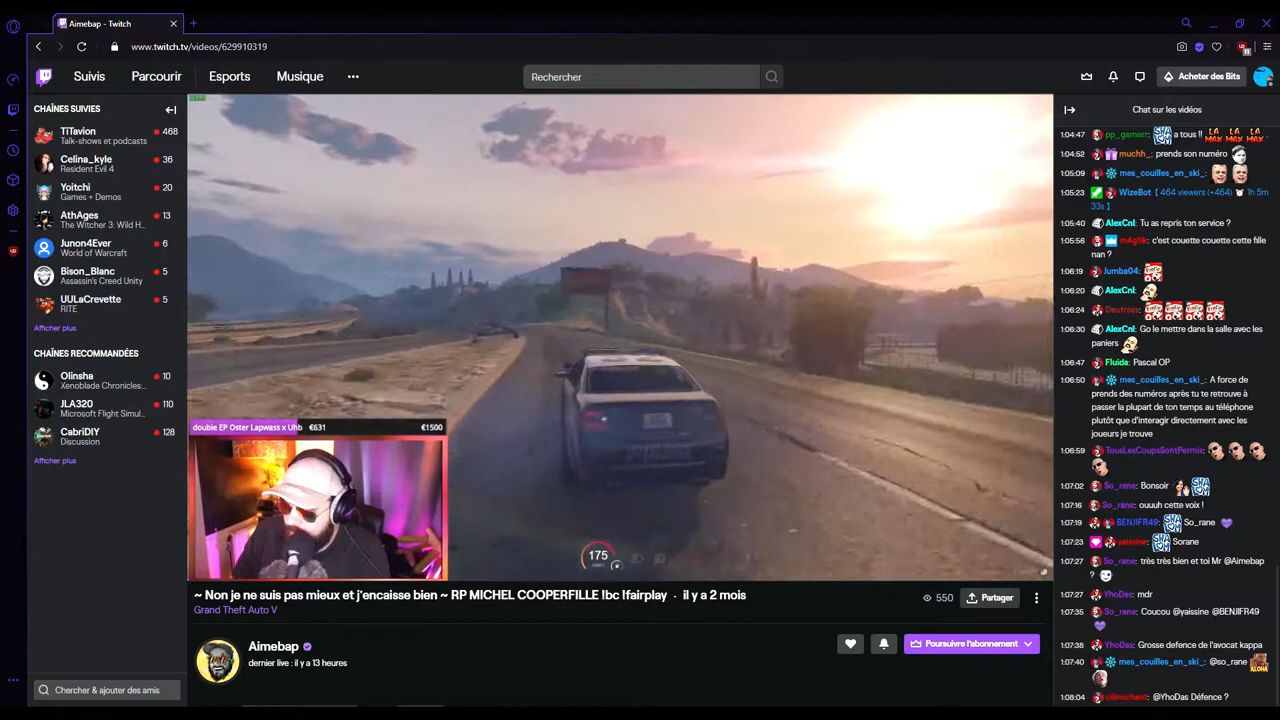 Aimebap - Twitch
www.twitch.tv/videos/629910319
Suivis
Parcourir
Esports
Musique
Rechercher
Acheter des Bits
CHAÎNES SUIVIES
TiTavion 468
Talk-shows et podcasts
Celina_kyle 36
Resident Evil 4
Yoitchi 20
Games + Demos
AthAges 13
The Witcher 3: Wild H...
Junon4Ever 6
World of Warcraft
Bison_Blanc 5
Assassin's Creed Unity
UULaCrevette 5
RITE
Afficher plus
CHAÎNES RECOMMANDÉES
Olinsha 10
Xenoblade Chronicles:...
JLA320 110
Microsoft Flight Simul...
CabriDIY 128
Discussion
Afficher plus
Chercher & ajouter des amis
double EP Oster Lapwass x Uhb €631 €1500
175
~ Non je ne suis pas mieux et j'encaisse bien ~ RP MICHEL COOPERFILLE !bc !fairplay · il y a 2 mois
Grand Theft Auto V
550
Partager
Aimebap
dernier live : il y a 13 heures
Poursuivre l'abonnement
Chat sur les vidéos
1:04:47 pp_gamerr: a tous !! LA MAX LA MAX LA MAX
1:04:52 muchh_: prends son numéro
1:05:09 mes_couilles_en_ski_:
1:05:23 WizeBot [ 464 viewers (+464) 1h 5m
33s ]
1:05:40 AlexCnl: Tu as repris ton service ?
1:05:56 m4gtik: c'est couette couette cette fille
nan ?
1:06:19 Jumba04:
1:06:20 AlexCnl:
1:06:24 Deutroys:
1:06:30 AlexCnl: Go le mettre dans la salle avec les
paniers
1:06:47 Fluida: Pascal OP
1:06:50 mes_couilles_en_ski_: A force de
prends des numéros après tu te retrouve à
passer la plupart de ton temps au téléphone
plutôt que d'interagir directement avec les
joueurs je trouve
1:06:59 TousLesCoupsSontPermis:
1:07:02 So_rane: Bonsoir
1:07:16 So_rane: ouuuh cette voix !
1:07:19 BENJIFR49: So_rane
1:07:23 yaissine: Sorane
1:07:27 So_rane: très très bien et toi Mr @Aimebap
?
1:07:27 YhoDas: mdr
1:07:35 So_rane: Coucou @yaissine @BENJIFR49
1:07:38 YhoDas: Grosse defence de l'avocat kappa
1:07:40 mes_couilles_en_ski_: @so_rane ALOHA
1:08:04 @YhoDas Défence ?